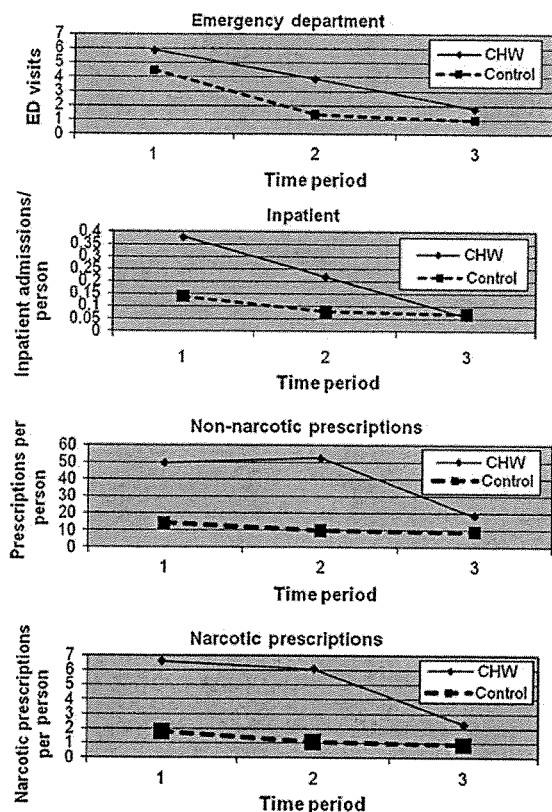 Emergency department
ED visits
7
6
5
4
3
2
1
0
CHW
Control
1 2 3
Time period
Inpatient
Inpatient admissions/
person
0.4
0.35
0.3
0.25
0.2
0.15
0.1
0.05
0
CHW
Control
1 2 3
Time period
Non-narcotic prescriptions
Prescriptions per
person
60
50
40
30
20
10
0
CHW
Control
1 2 3
Time period
Narcotic prescriptions
Narcotic prescriptions
per person
7
6
5
4
3
2
1
0
CHW
Control
1 2 3
Time period